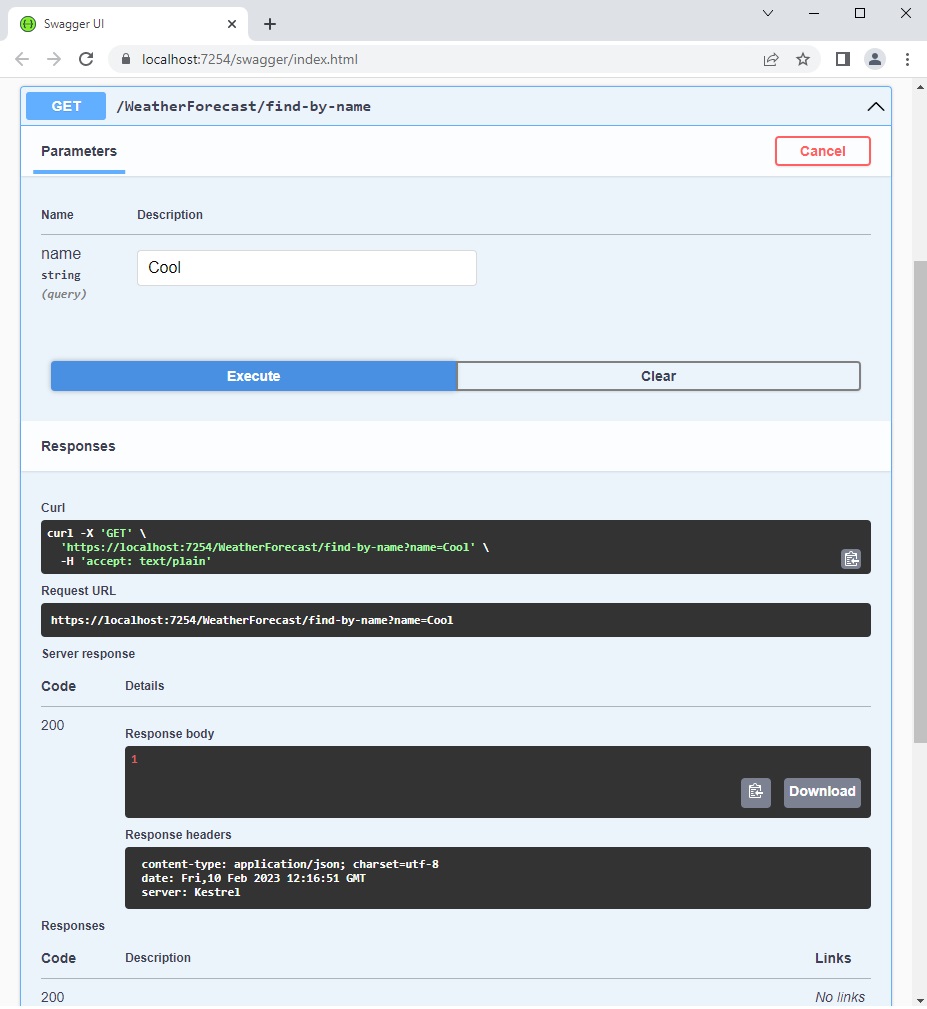 Swagger UI
localhost:7254/swagger/index.html
GET /WeatherForecast/find-by-name
Parameters
Cancel
Name Description
name
string
(query)
Cool
Execute
Clear
Responses
Curl
curl -X 'GET' \
'https://localhost:7254/WeatherForecast/find-by-name?name=Cool' \
-H 'accept: text/plain'
Request URL
https://localhost:7254/WeatherForecast/find-by-name?name=Cool
Server response
Code Details
200
Response body
1
Download
Response headers
content-type: application/json; charset=utf-8
date: Fri,10 Feb 2023 12:16:51 GMT
server: Kestrel
Responses
Code Description Links
200 No links